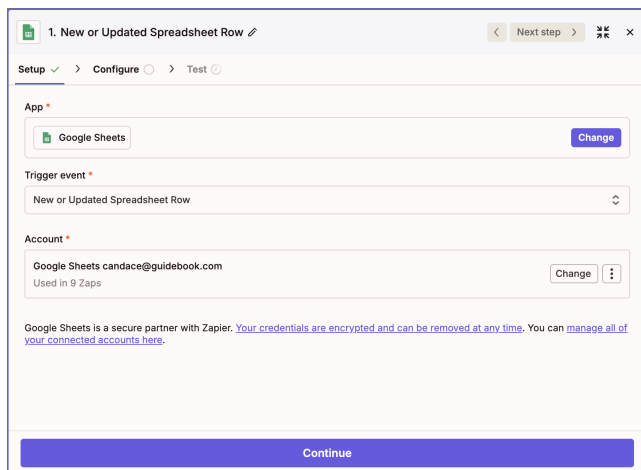 1. New or Updated Spreadsheet Row
Next step
Setup
Configure
Test
App *
Google Sheets
Change
Trigger event *
New or Updated Spreadsheet Row
Account *
Google Sheets candace@guidebook.com
Change
Used in 9 Zaps
Google Sheets is a secure partner with Zapier. Your credentials are encrypted and can be removed at any time. You can manage all of
your connected accounts here.
Continue